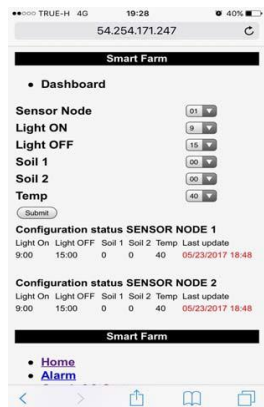 TRUE-H 4G 19:28 40%
54.254.171.247
Smart Farm
Dashboard
Sensor Node 01
Light ON 9
Light OFF 15
Soil 1 00
Soil 2 00
Temp 40
Submit
Configuration status SENSOR NODE 1
Light On Light OFF Soil 1 Soil 2 Temp Last update
9:00 15:00 0 0 40 05/23/2017 18:48
Configuration status SENSOR NODE 2
Light On Light OFF Soil 1 Soil 2 Temp Last update
9:00 15:00 0 0 40 05/23/2017 18:48
Smart Farm
Home
Alarm